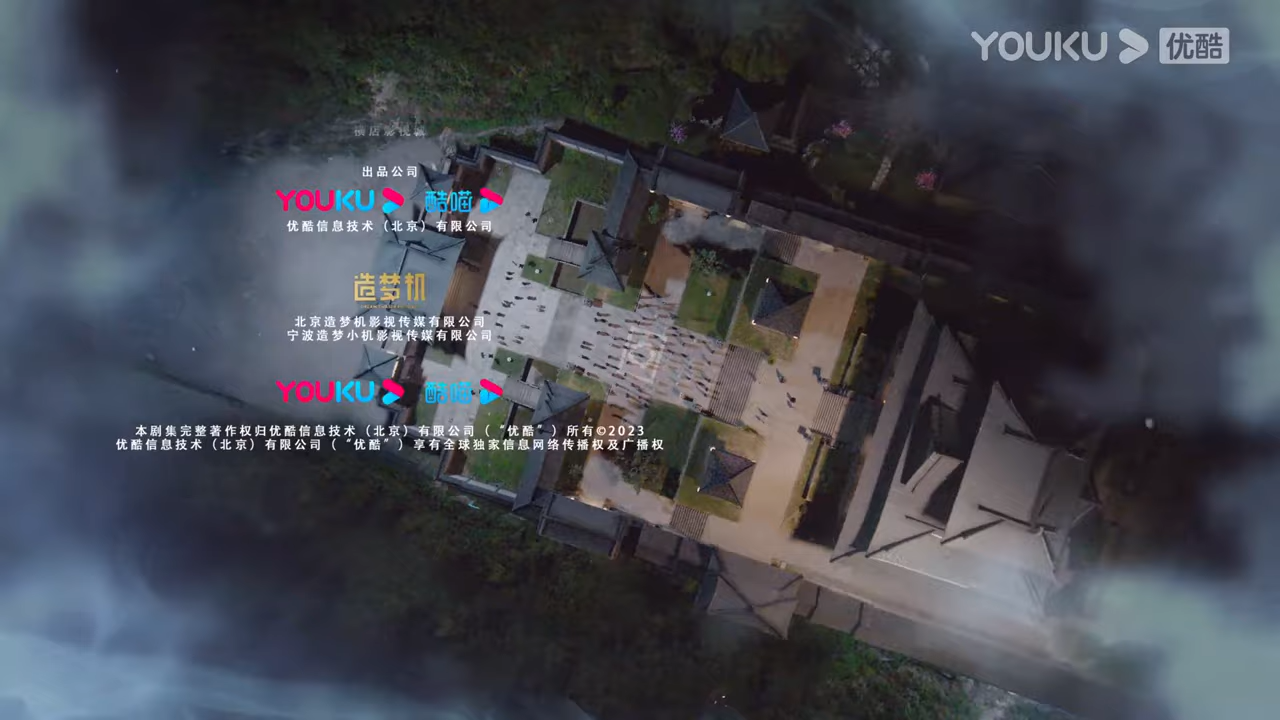 YOUKU 优酷
横店影视城
出品公司
YOUKU 酷喵
优酷信息技术（北京）有限公司
造梦机
北京造梦机影视传媒有限公司
宁波造梦小机影视传媒有限公司
YOUKU 酷喵
本剧集完整著作权归优酷信息技术（北京）有限公司（“优酷”）所有©2023
优酷信息技术（北京）有限公司（“优酷”）享有全球独家信息网络传播权及广播权